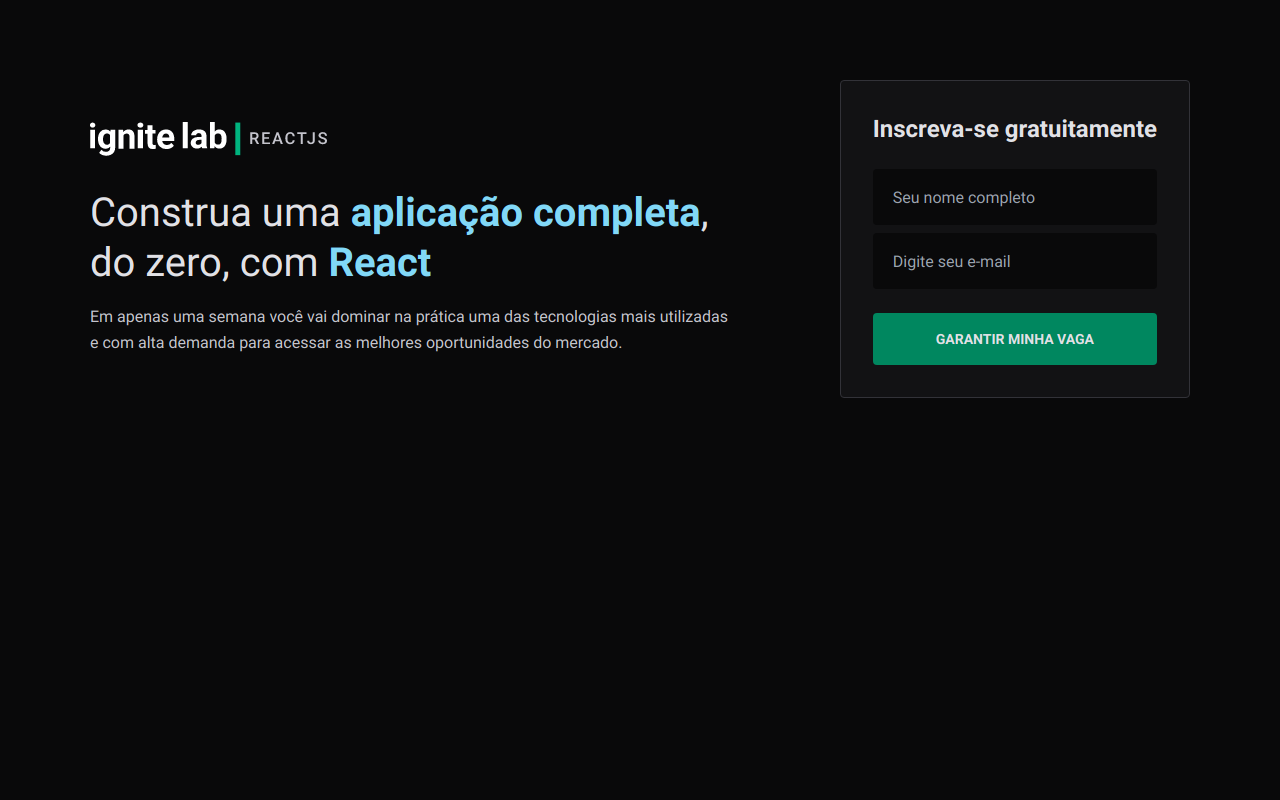 ignite lab | REACTJS
Construa uma aplicação completa,
do zero, com React
Em apenas uma semana você vai dominar na prática uma das tecnologias mais utilizadas
e com alta demanda para acessar as melhores oportunidades do mercado.
Inscreva-se gratuitamente
Seu nome completo
Digite seu e-mail
GARANTIR MINHA VAGA